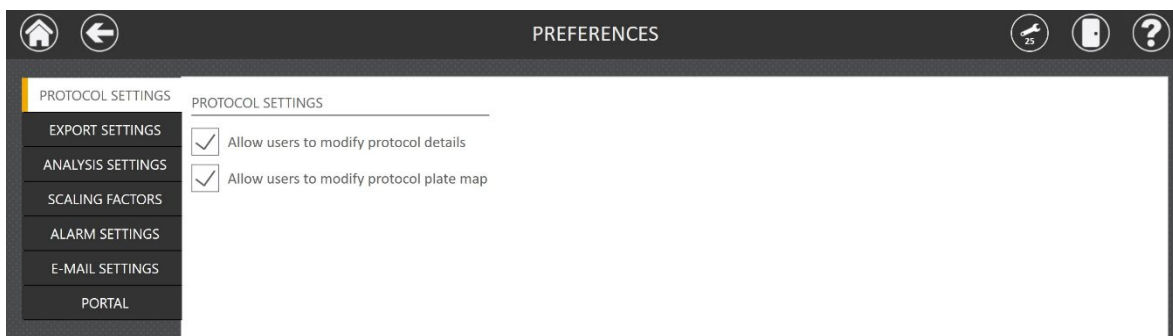 PREFERENCES
25
?
PROTOCOL SETTINGS
EXPORT SETTINGS
ANALYSIS SETTINGS
SCALING FACTORS
ALARM SETTINGS
E-MAIL SETTINGS
PORTAL
PROTOCOL SETTINGS
Allow users to modify protocol details
Allow users to modify protocol plate map